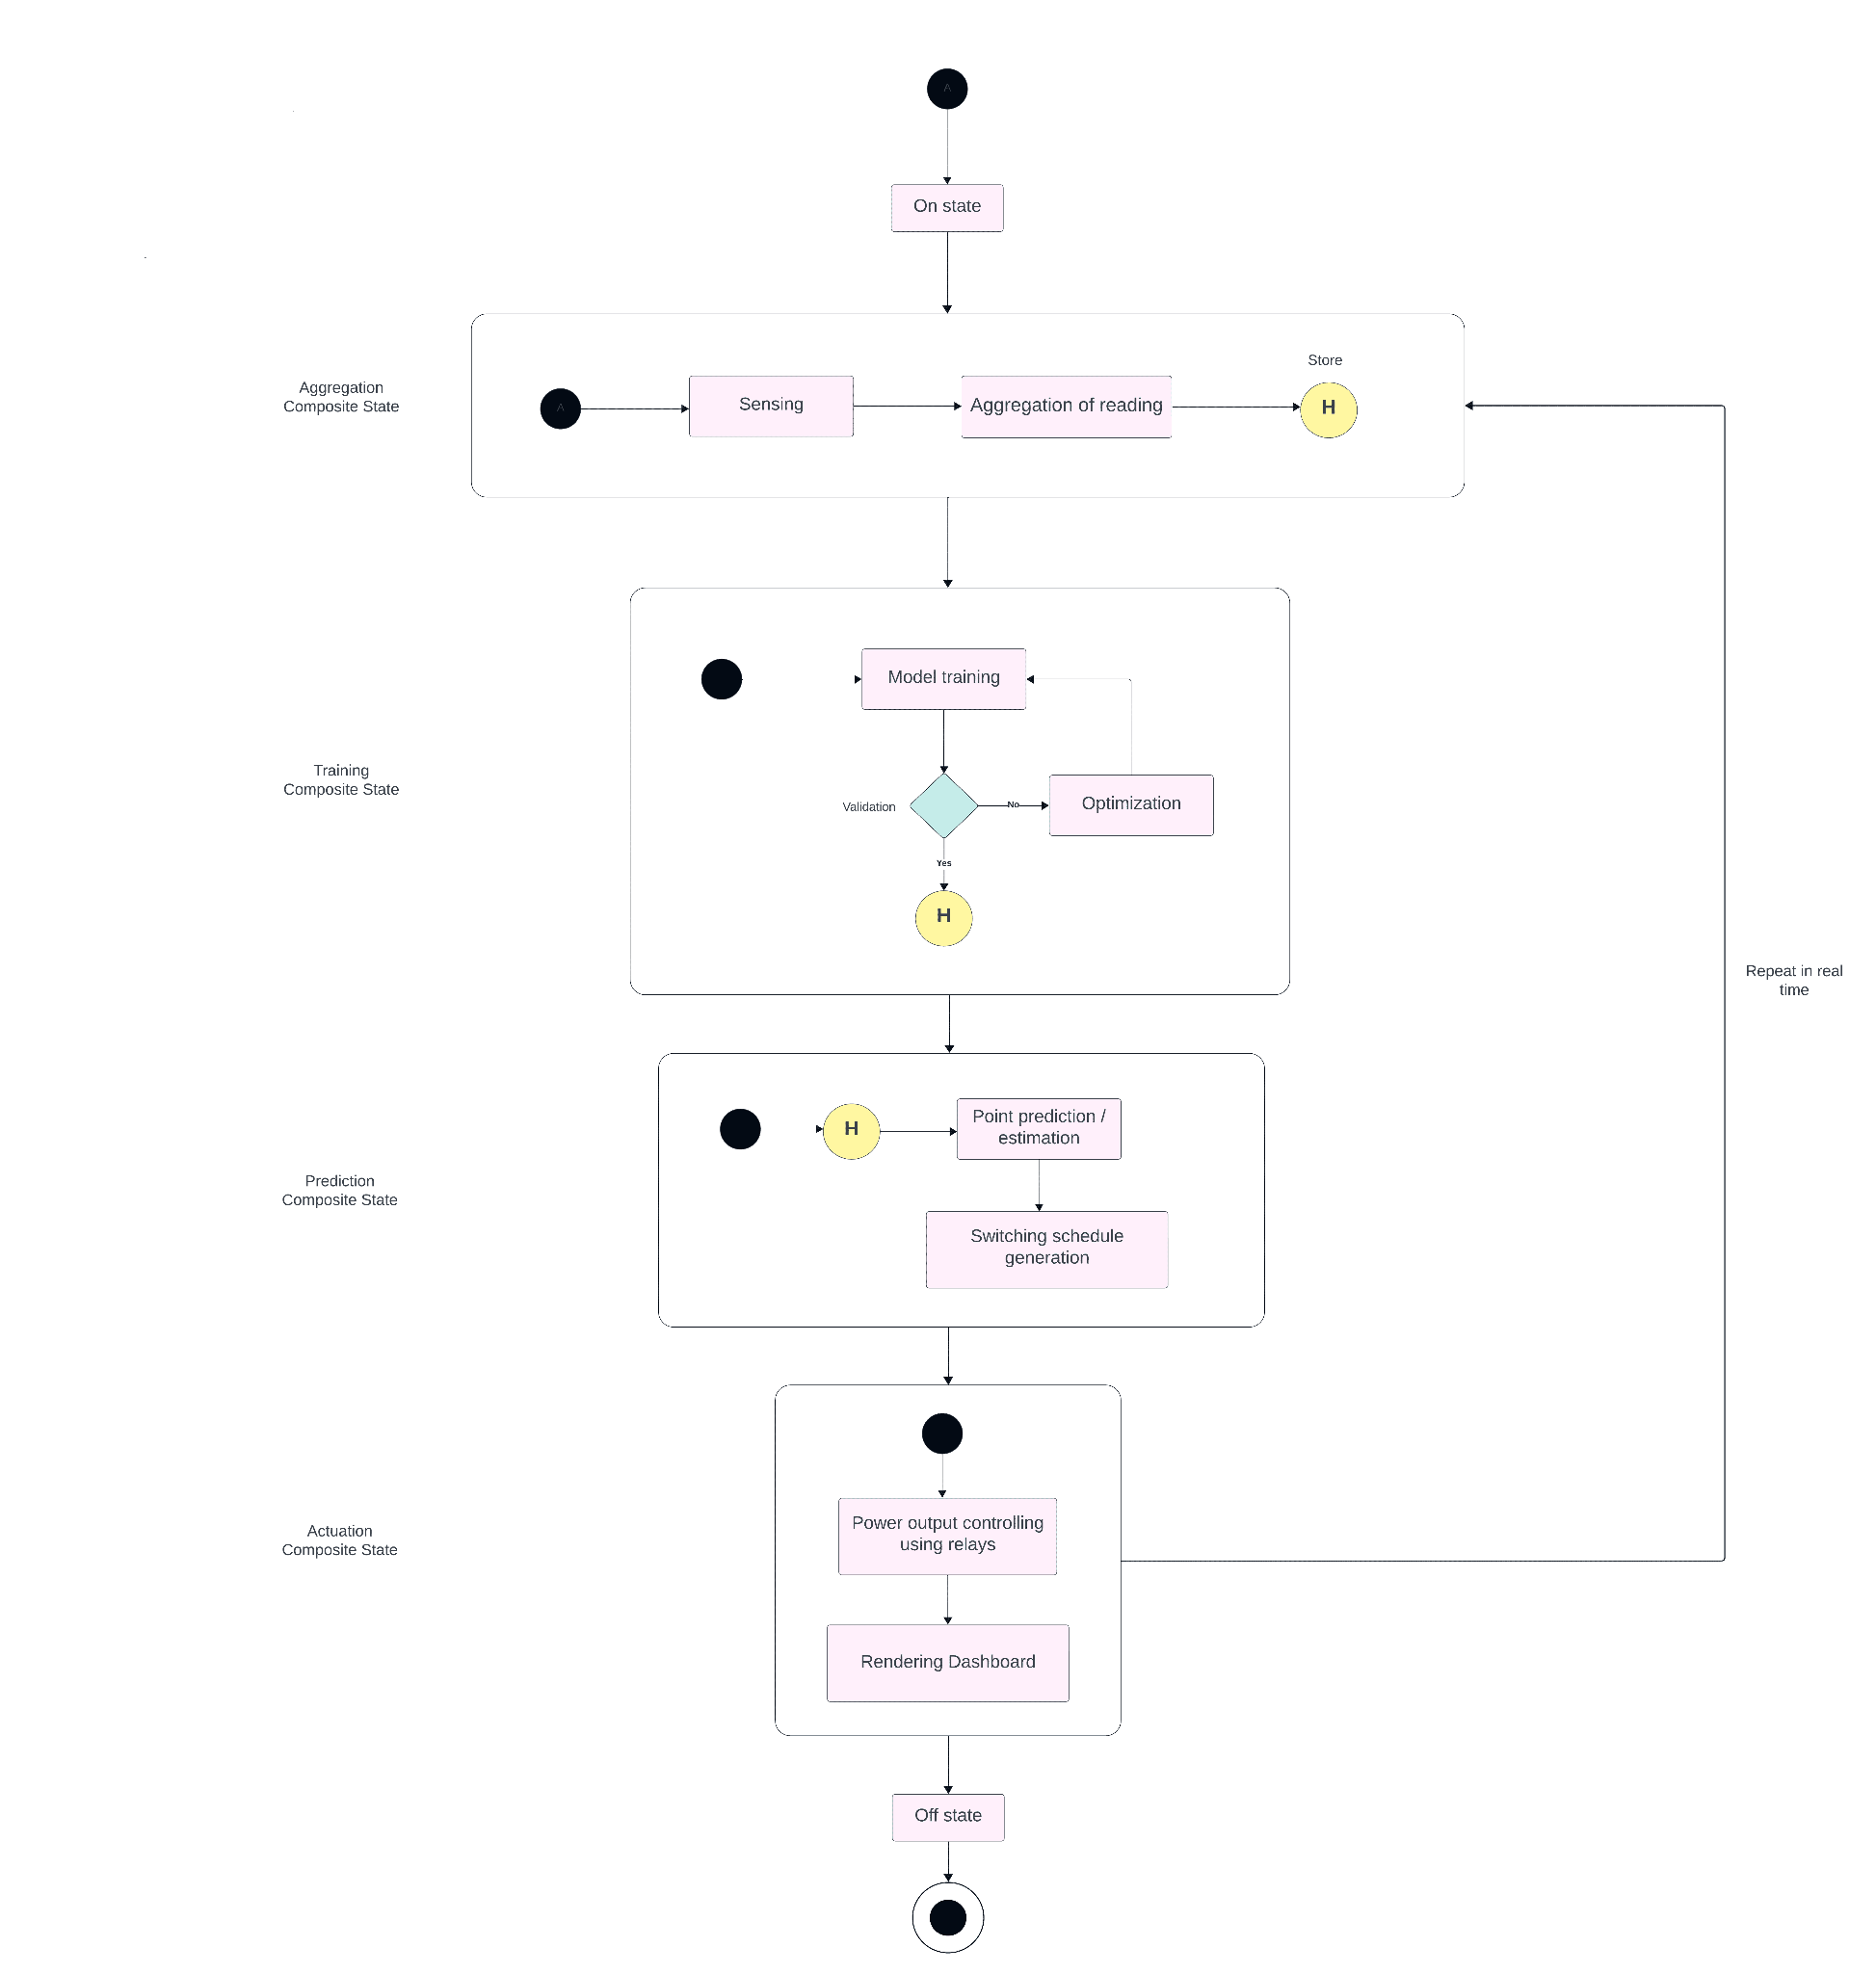 A
On state
Store
Aggregation
Composite State
A
Sensing
Aggregation of reading
H
Model training
Training
Composite State
Validation
No
Optimization
Yes
H
Repeat in real
time
Point prediction /
estimation
H
Prediction
Composite State
Switching schedule
generation
Power output controlling
using relays
Actuation
Composite State
Rendering Dashboard
Off state